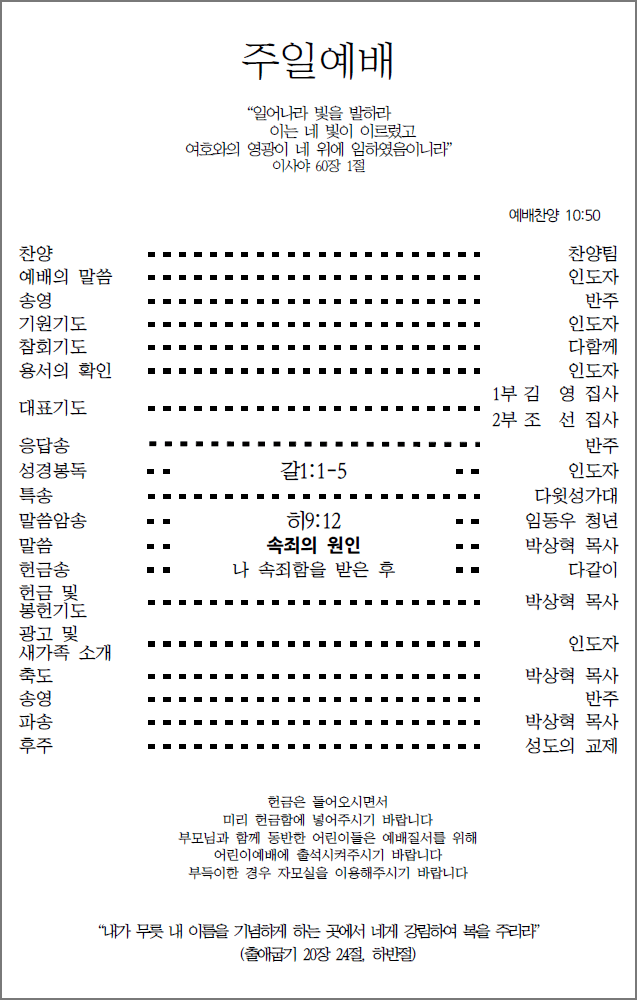 주일예배
“일어나라 빛을 발하라
이는 네 빛이 이르렀고
여호와의 영광이 네 위에 임하였음이니라”
이사야 60장 1절
예배찬양 10:50
찬양 찬양팀
예배의 말씀 인도자
송영 반주
기원기도 인도자
참회기도 다함께
용서의 확인 인도자
대표기도 1부 김 영 집사
2부 조 선 집사
응답송 반주
성경봉독 갈1:1-5 인도자
특송 다윗성가대
말씀암송 히9:12 임동우 청년
말씀 속죄의 원인 박상혁 목사
헌금송 나 속죄함을 받은 후 다같이
헌금 및
봉헌기도 박상혁 목사
광고 및
새가족 소개 인도자
축도 박상혁 목사
송영 반주
파송 박상혁 목사
후주 성도의 교제
헌금은 들어오시면서
미리 헌금함에 넣어주시기 바랍니다
부모님과 함께 동반한 어린이들은 예배질서를 위해
어린이예배에 출석시켜주시기 바랍니다
부득이한 경우 자모실을 이용해주시기 바랍니다
“내가 무릇 내 이름을 기념하게 하는 곳에서 네게 강림하여 복을 주리라”
(출애굽기 20장 24절, 하반절)